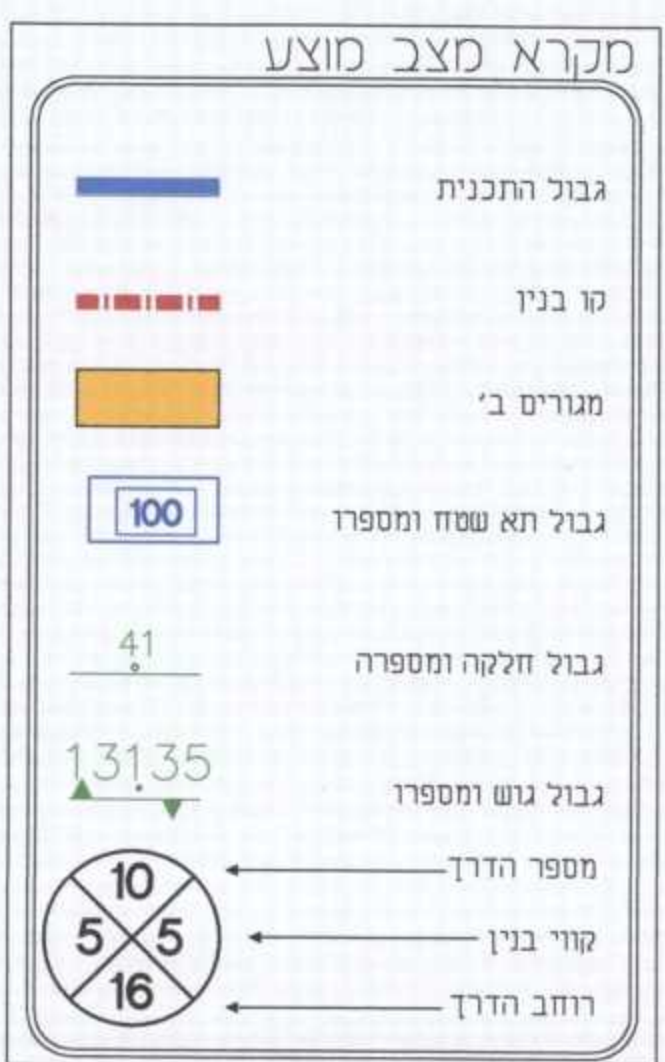 מקרא מצב מוצע
גבול התכנית
קו בנין
מגורים ב'
גבול תא שטח ומספרו
100
גבול חלקה ומספרה
41
גבול גוש ומספרו
13135
מספר הדרך
10
קווי בנין
5 5
רוחב הדרך
16